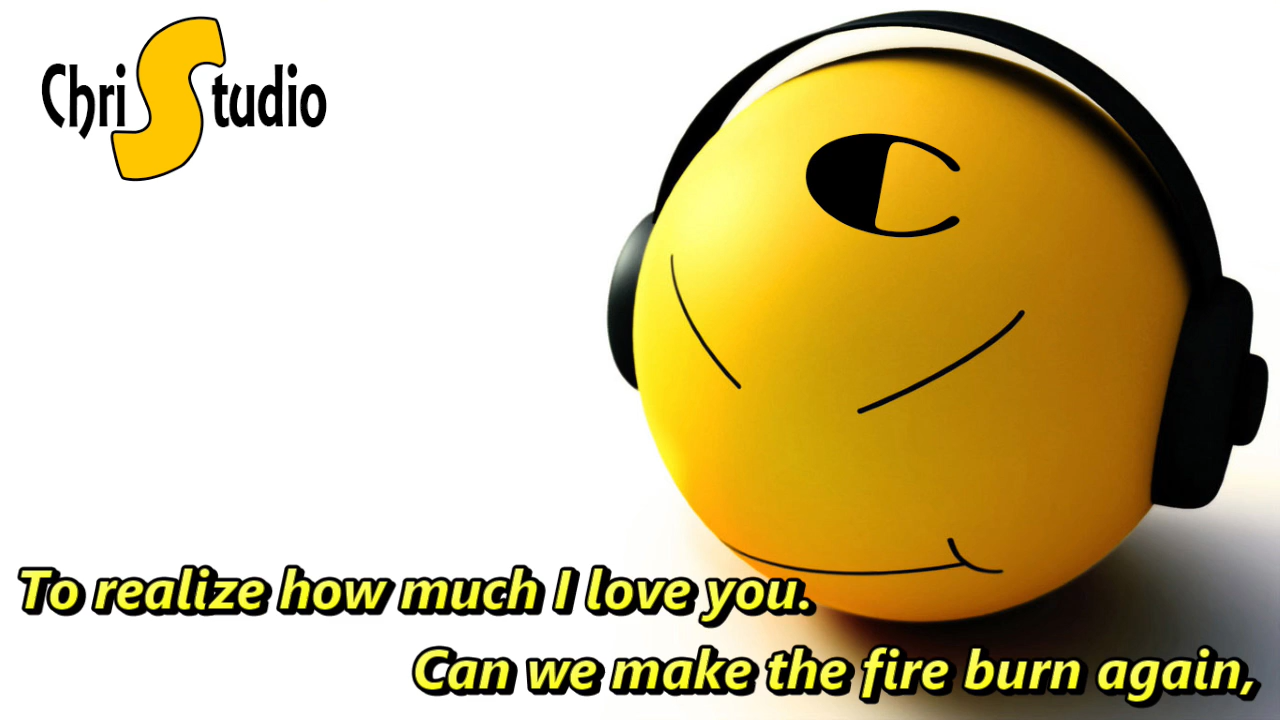 ChriStudio
To realize how much I love you.
Can we make the fire burn again,